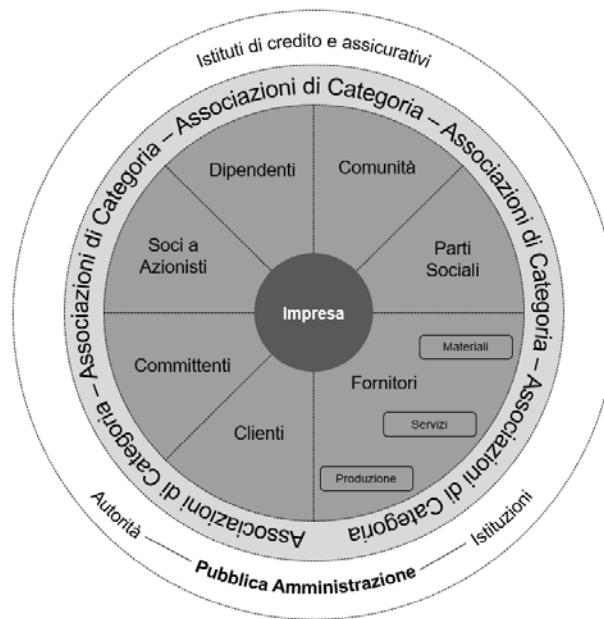 Istituti di credito e assicurativi
Associazioni di Categoria – Associazioni di Categoria – Associazioni di Categoria – Associazioni di Categoria
Associazioni di Categoria
Dipendenti
Comunità
Soci a
Azionisti
Parti
Sociali
Impresa
Materiali
Committenti
Fornitori
Servizi
Clienti
Produzione
Autorità
Pubblica Amministrazione
Istituzioni